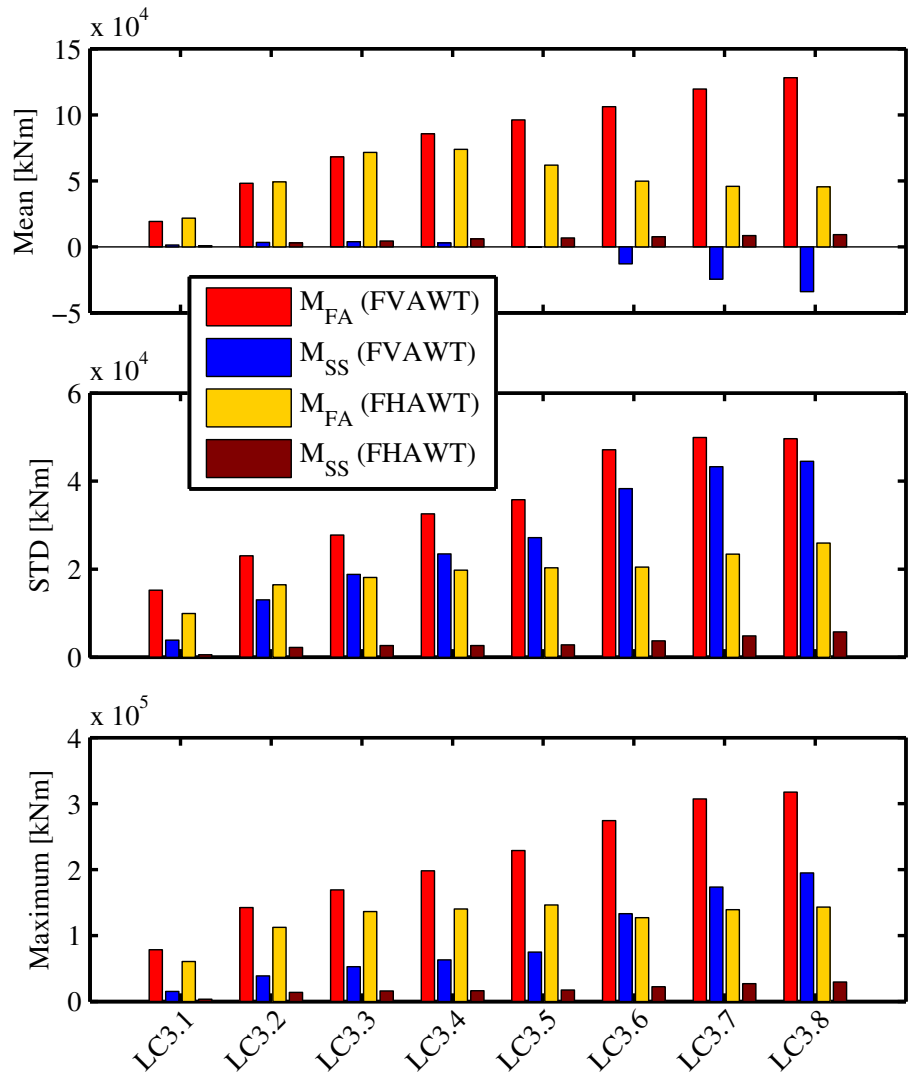 x 10^4
15
10
5
0
−5
Mean [kNm]
M_FA (FVAWT)
M_SS (FVAWT)
M_FA (FHAWT)
M_SS (FHAWT)
x 10^4
6
4
2
0
STD [kNm]
x 10^5
4
3
2
1
0
Maximum [kNm]
LC3.1
LC3.2
LC3.3
LC3.4
LC3.5
LC3.6
LC3.7
LC3.8